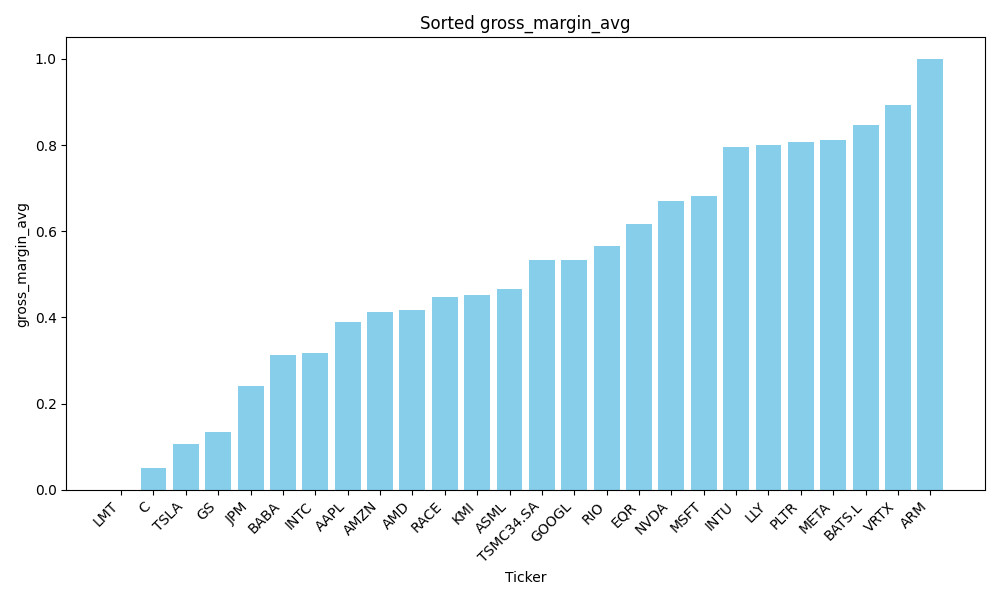 Sorted gross_margin_avg
gross_margin_avg
1.0
0.8
0.6
0.4
0.2
0.0
LMT
C
TSLA
GS
JPM
BABA
INTC
AAPL
AMZN
AMD
RACE
KMI
ASML
TSMC34.SA
GOOGL
RIO
EQR
NVDA
MSFT
INTU
LLY
PLTR
META
BATS.L
VRTX
ARM
Ticker